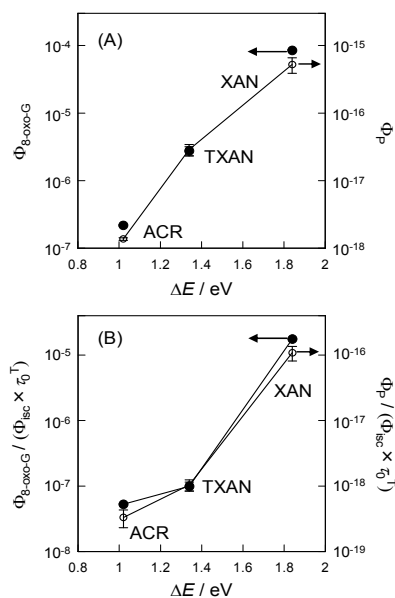 (A)
Φ8-oxo-G
10⁻⁴
10⁻⁵
10⁻⁶
10⁻⁷
XAN
TXAN
ACR
10⁻¹⁵
10⁻¹⁶
10⁻¹⁷
10⁻¹⁸
ΦP
0.8 1 1.2 1.4 1.6 1.8 2
ΔE / eV
(B)
Φ8-oxo-G / (Φisc × τ0T)
10⁻⁵
10⁻⁶
10⁻⁷
10⁻⁸
XAN
TXAN
ACR
10⁻¹⁶
10⁻¹⁷
10⁻¹⁸
10⁻¹⁹
ΦP / (Φisc × τ0T)
0.8 1 1.2 1.4 1.6 1.8 2
ΔE / eV